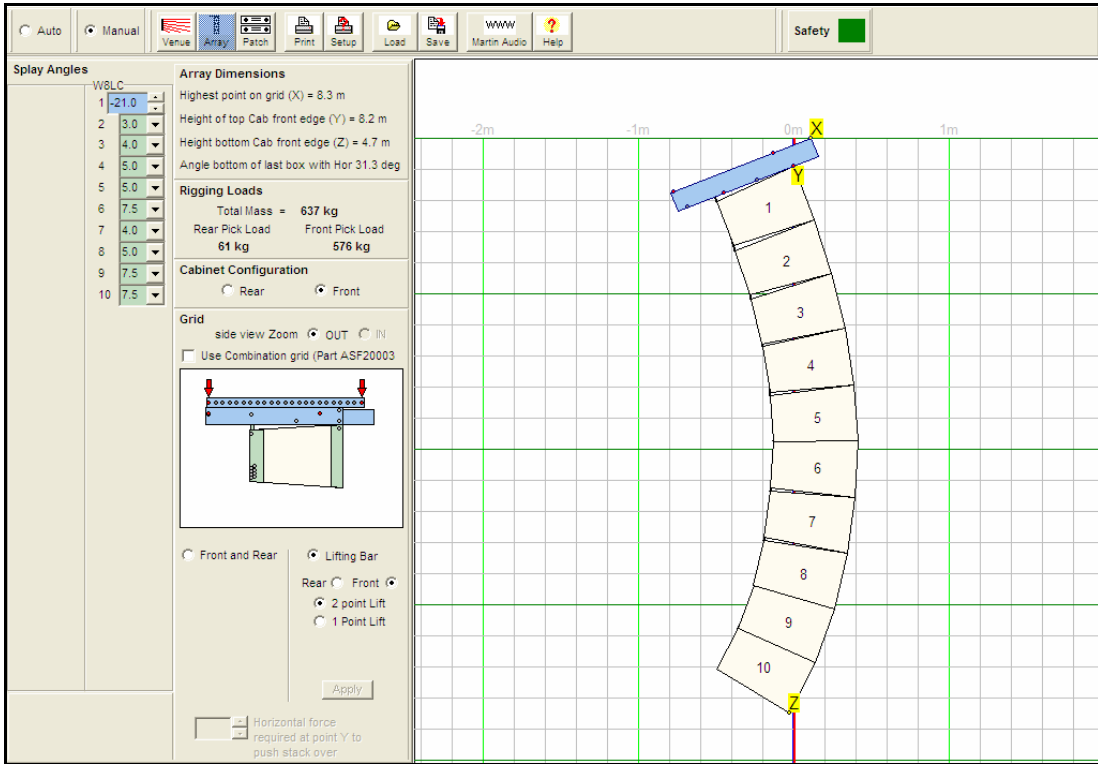 Auto Manual Venue Array Patch Print Setup Load Save www Martin Audio ? Help Safety
Splay Angles
W8LC
1 -21.0
2 3.0
3 4.0
4 5.0
5 5.0
6 7.5
7 4.0
8 5.0
9 7.5
10 7.5
Array Dimensions
Highest point on grid (X) = 8.3 m
Height of top Cab front edge (Y) = 8.2 m
Height bottom Cab front edge (Z) = 4.7 m
Angle bottom of last box with Hor 31.3 deg
Rigging Loads
Total Mass = 637 kg
Rear Pick Load Front Pick Load
61 kg 576 kg
Cabinet Configuration
Rear Front
Grid
side view Zoom OUT IN
Use Combination grid (Part ASF20003
Front and Rear Lifting Bar
Rear Front
2 point Lift
1 Point Lift
Apply
Horizontal force
required at point Y to
push stack over
-2m -1m 0m X 1m
Y
1
2
3
4
5
6
7
8
9
10
Z